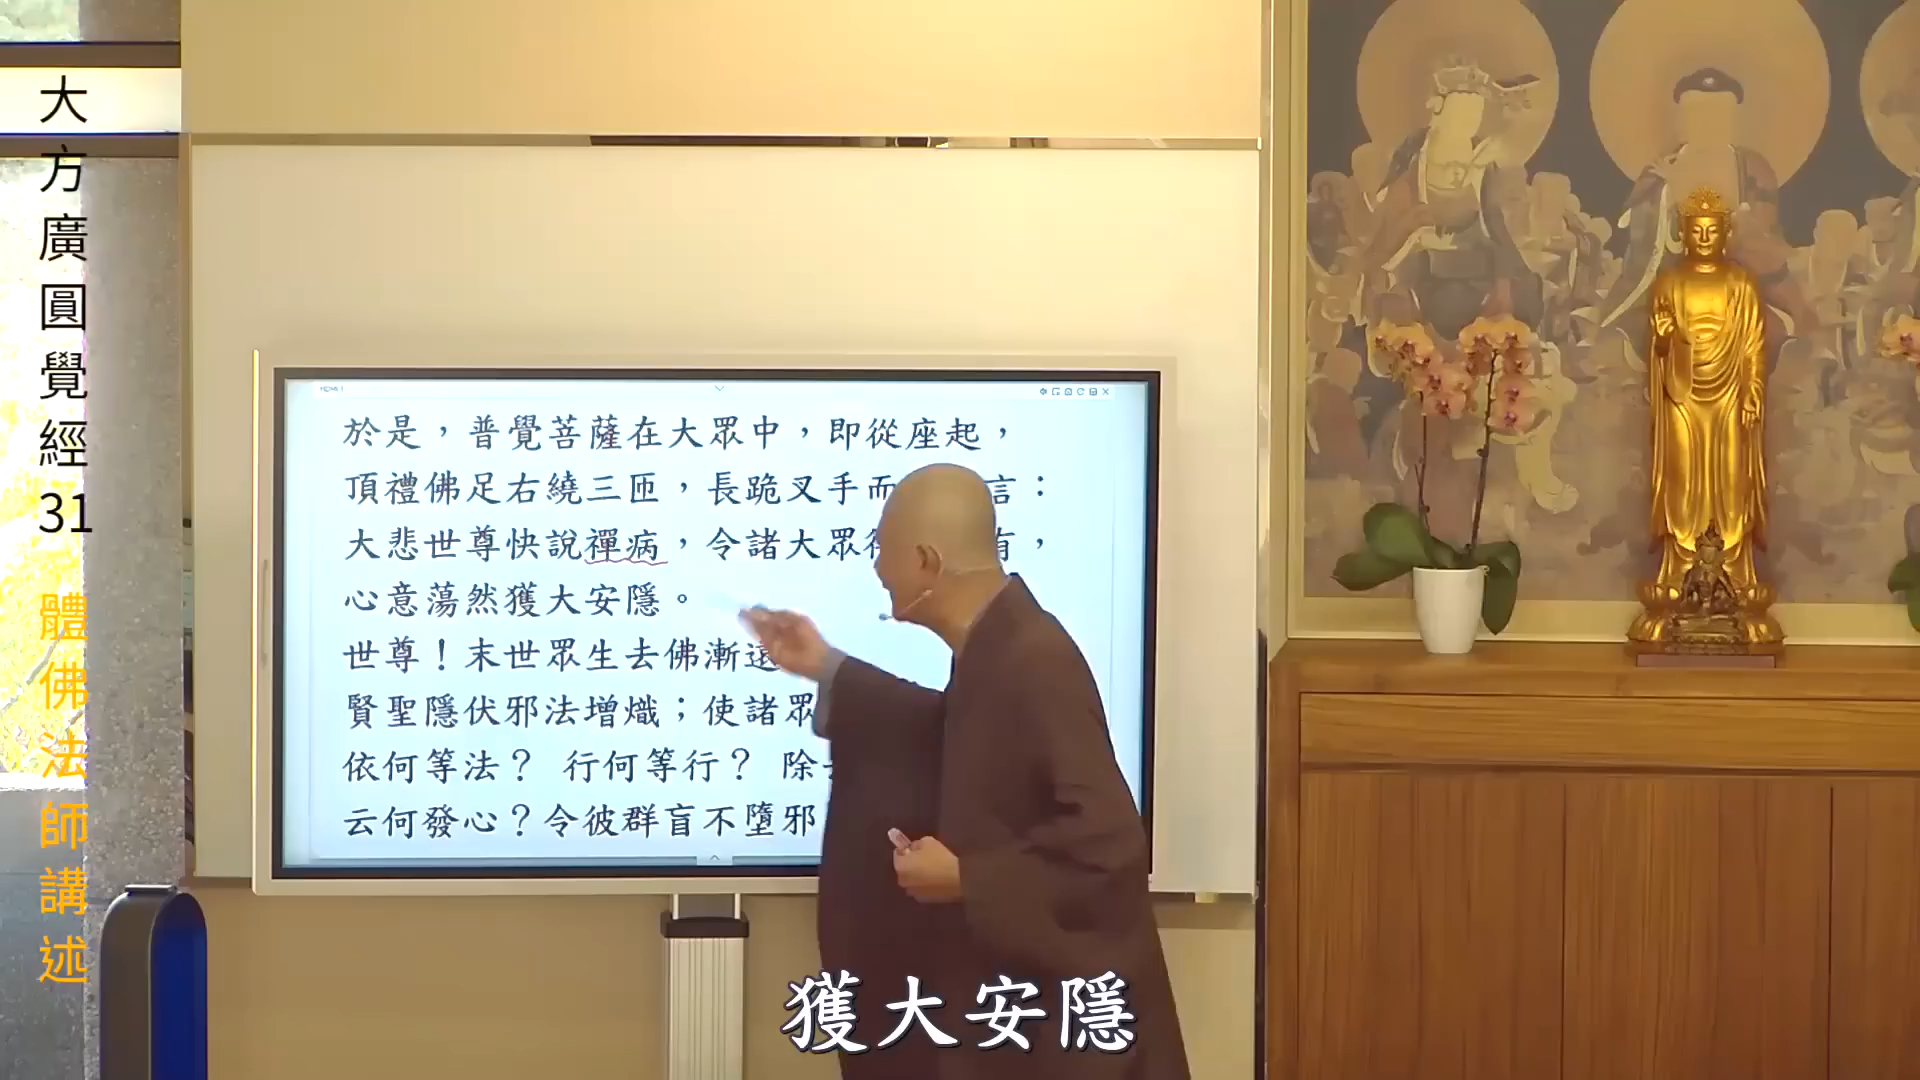 大方廣圓覺經31 體佛法師講述
於是，普覺菩薩在大眾中，即從座起，
頂禮佛足右繞三匝，長跪叉手而 言：
大悲世尊快說禪病，令諸大眾 有，
心意蕩然獲大安隱。
世尊！末世眾生去佛漸遠
賢聖隱伏邪法增熾；使諸眾
依何等法？ 行何等行？ 除
云何發心？令彼群盲不墮邪
獲大安隱